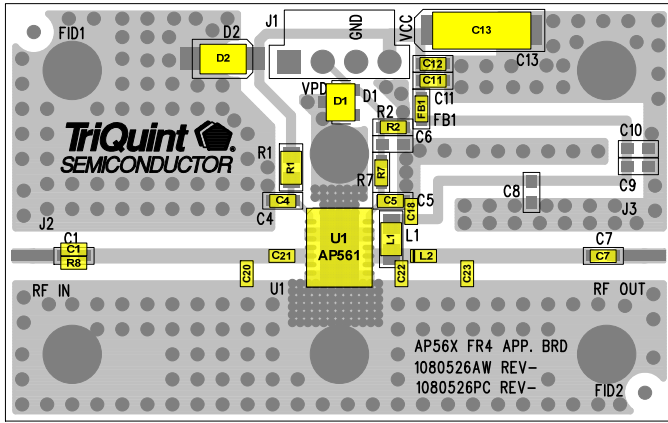 J1
GND
VCC
C13
C13
FID1
D2
D2
C12
C11
C11
VPD
D1
D1
FB1
FB1
R2
R2
C6
C10
TriQuint
SEMICONDUCTOR
R1
R1
R7
R7
C9
C8
C4
C4
C5
C5
C18
J3
J2
C1
C1
R8
C21
U1
AP561
L1
L1
L2
C7
C7
C20
C22
C23
RF IN
U1
RF OUT
AP56X FR4 APP. BRD
1080526AW REV-
1080526PC REV-
FID2